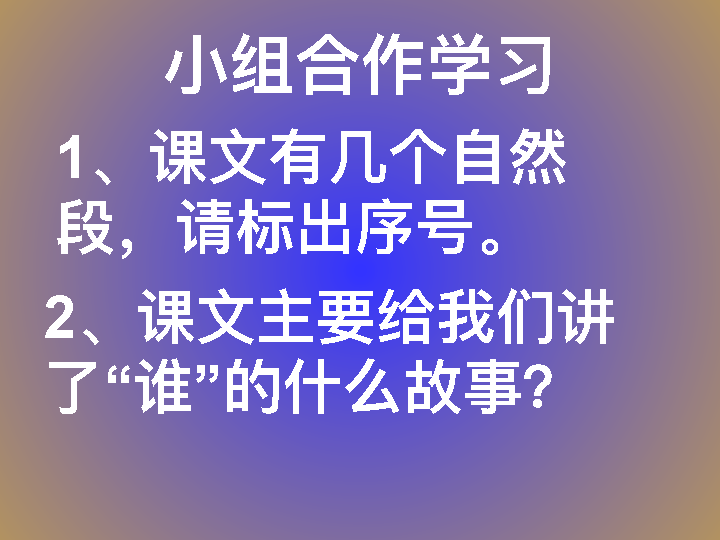 小组合作学习
1、课文有几个自然
段，请标出序号。
2、课文主要给我们讲
了“谁”的什么故事?